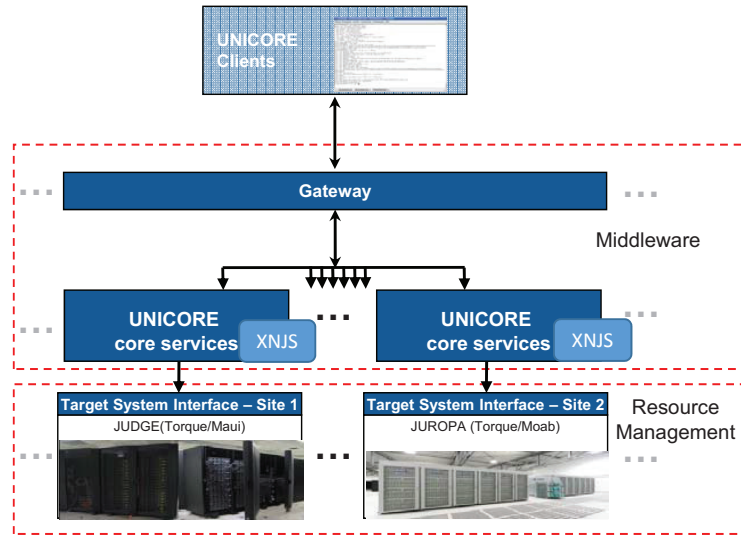 UNICORE
Clients
...
Gateway
...
Middleware
UNICORE
core services
XNJS
...
...
UNICORE
core services
XNJS
...
Target System Interface – Site 1
JUDGE(Torque/Maui)
Target System Interface – Site 2
JUROPA (Torque/Moab)
Resource
Management
...
...
...